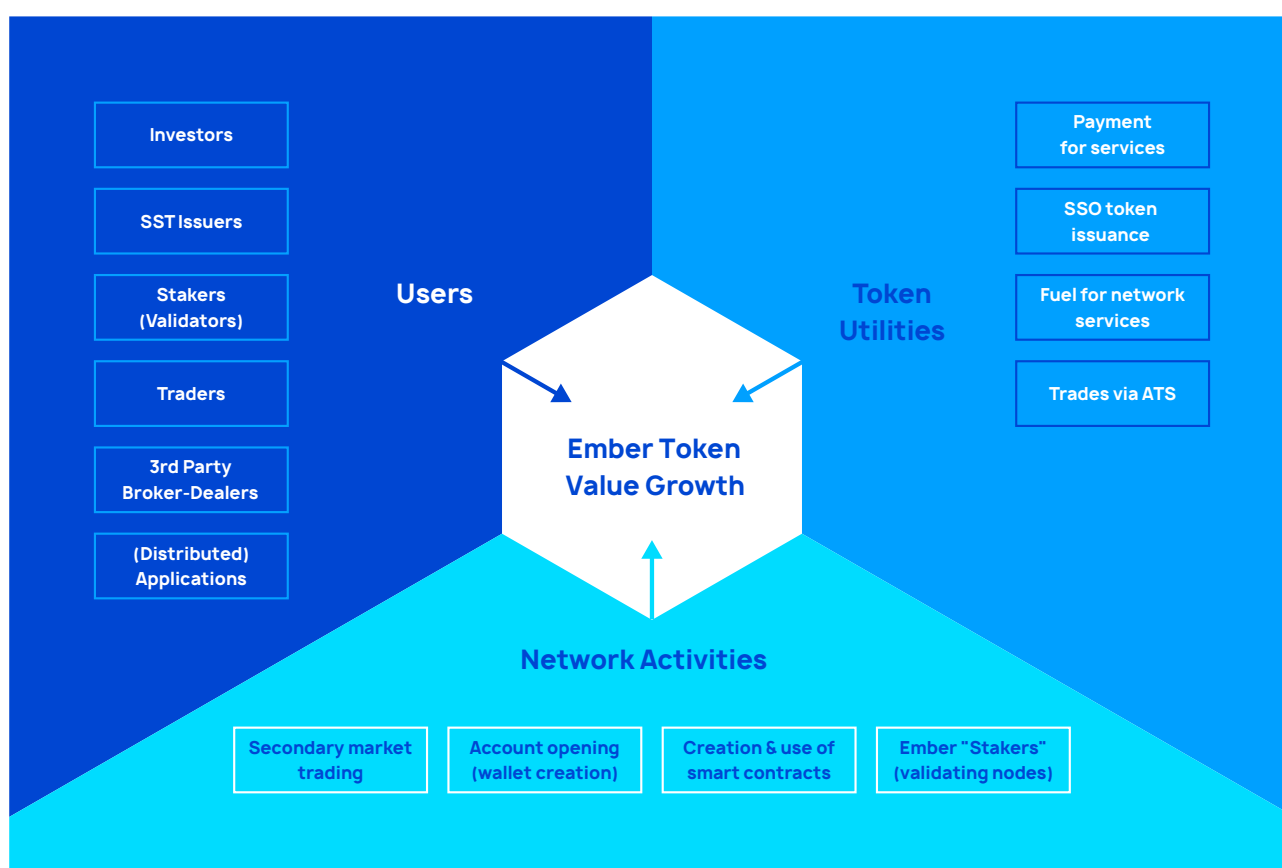 Investors
SST Issuers
Stakers
(Validators)
Traders
3rd Party
Broker-Dealers
(Distributed)
Applications
Users
Token
Utilities
Payment
for services
SSO token
issuance
Fuel for network
services
Trades via ATS
Ember Token
Value Growth
Network Activities
Secondary market
trading
Account opening
(wallet creation)
Creation & use of
smart contracts
Ember "Stakers"
(validating nodes)